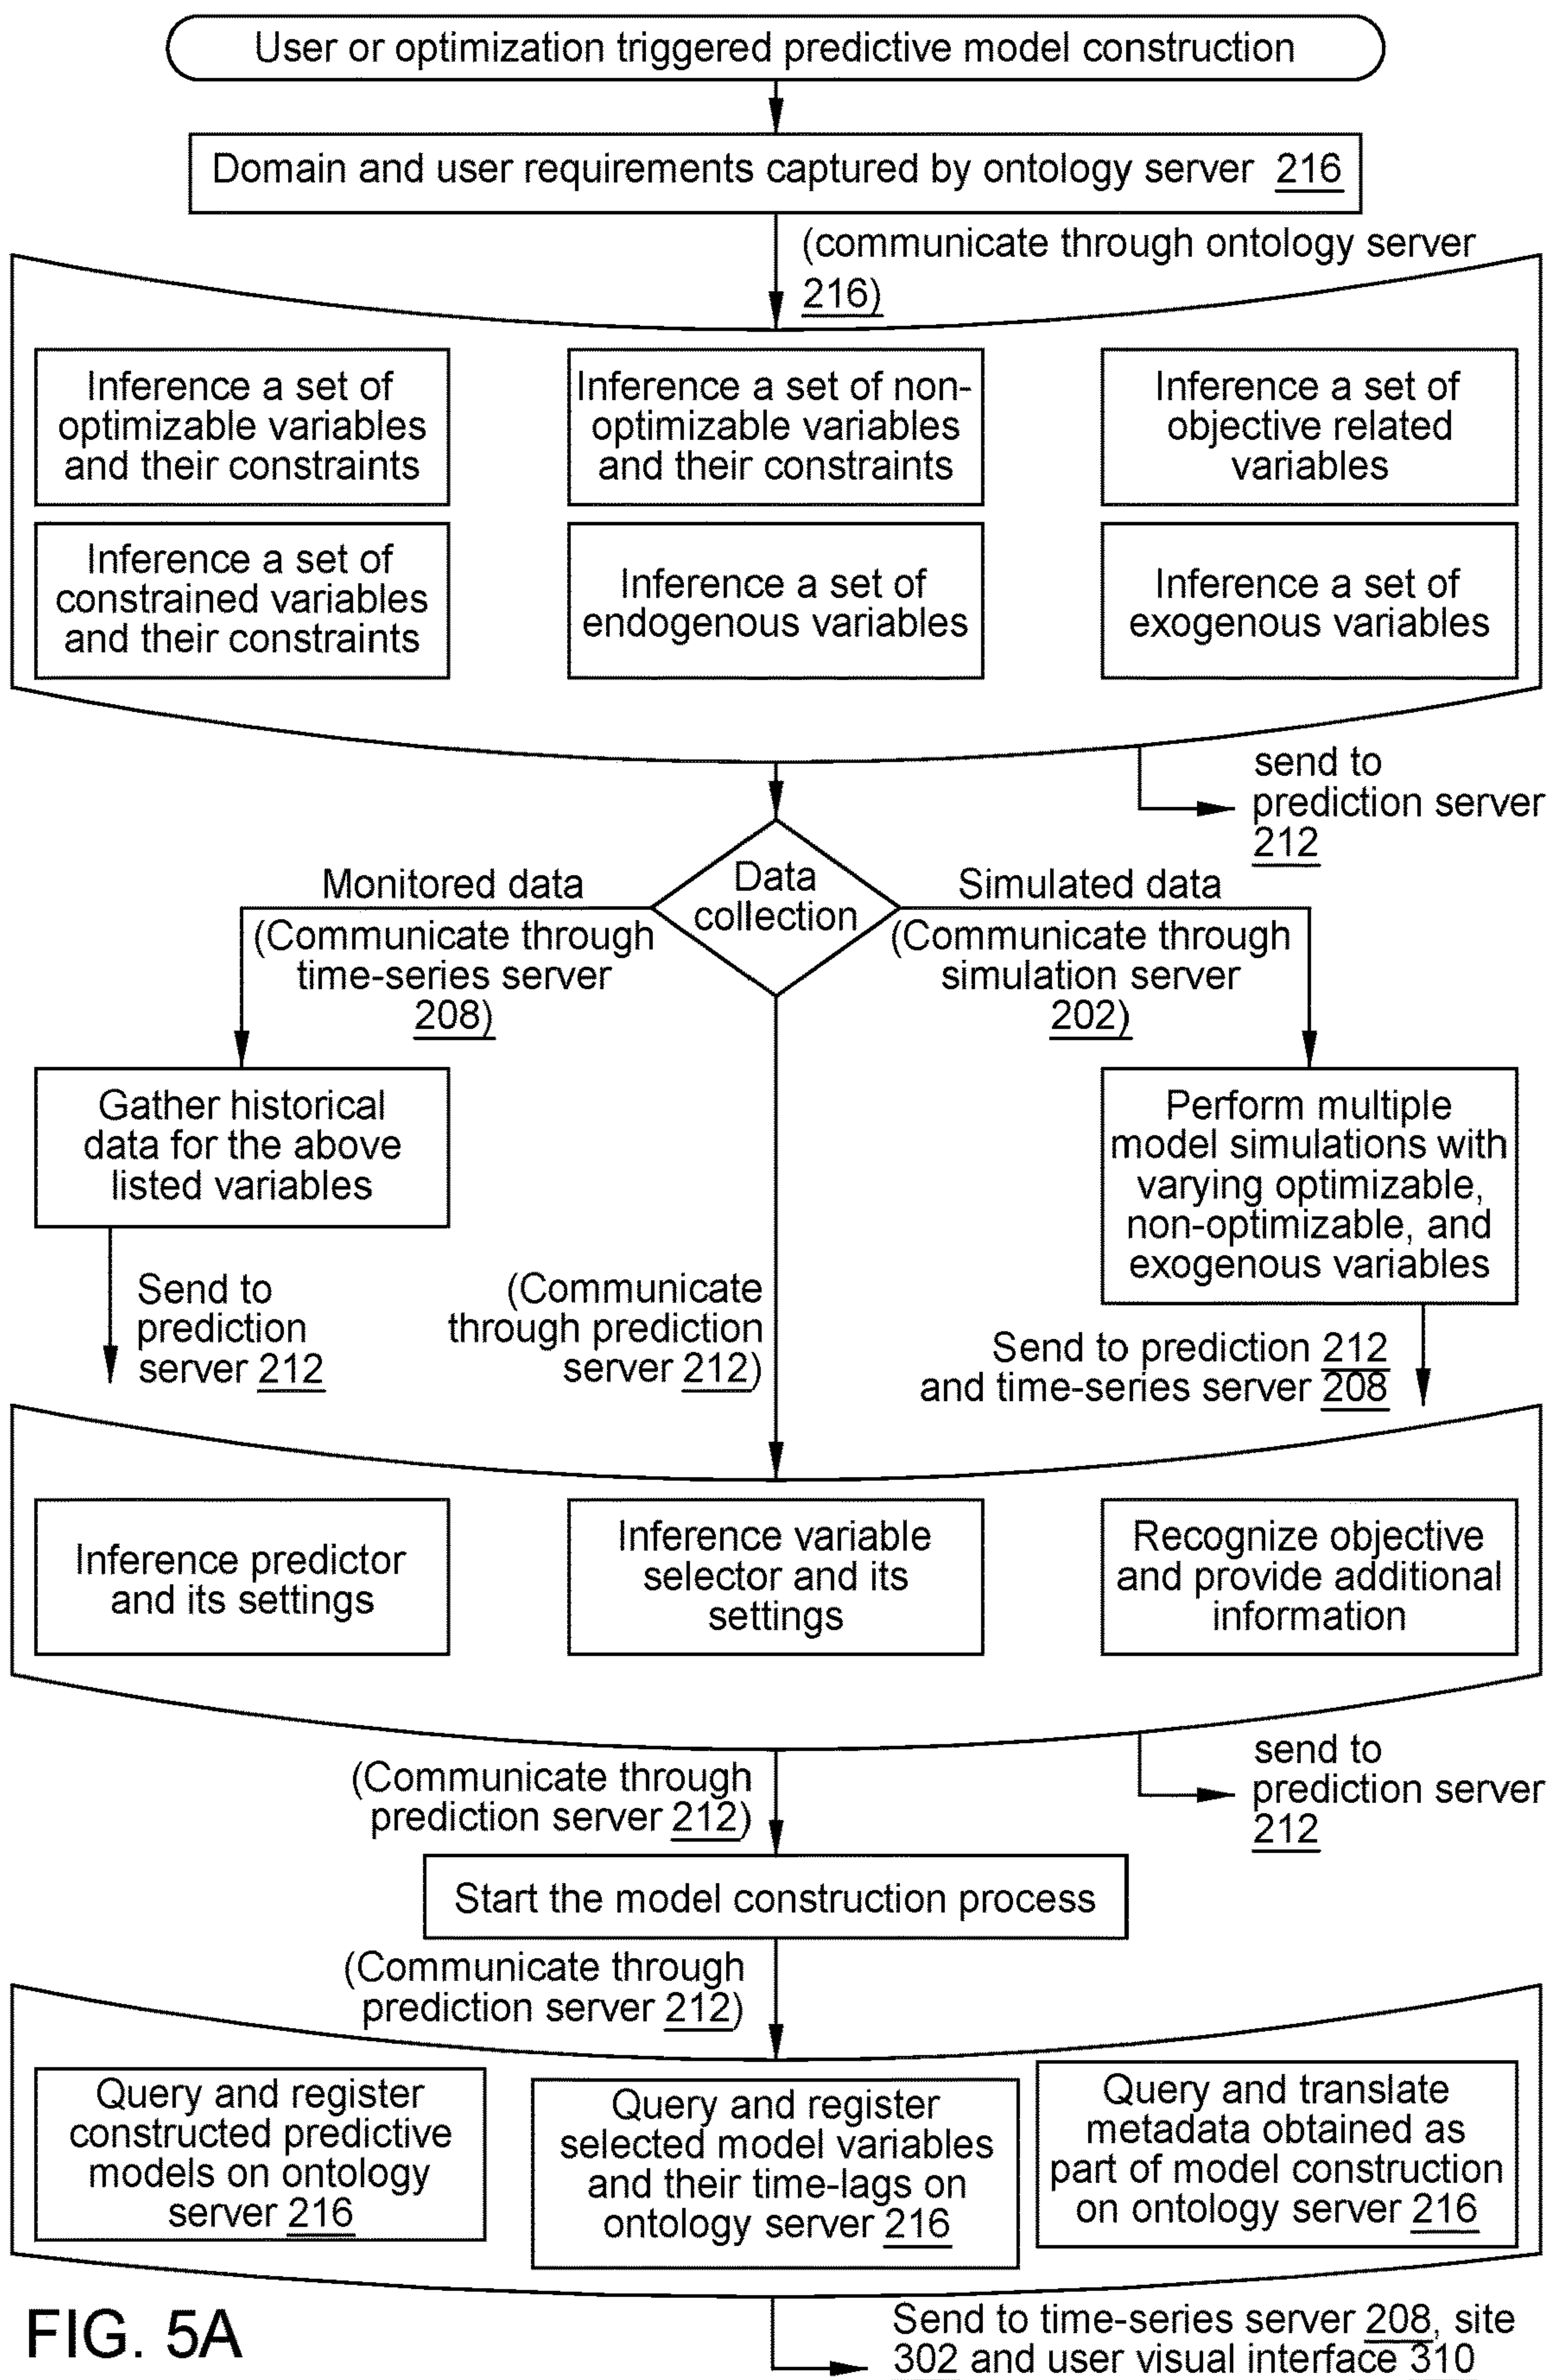 User or optimization triggered predictive model construction
Domain and user requirements captured by ontology server 216
(communicate through ontology server
216)
Inference a set of
optimizable variables
and their constraints
Inference a set of non-
optimizable variables
and their constraints
Inference a set of
objective related
variables
Inference a set of
constrained variables
and their constraints
Inference a set of
endogenous variables
Inference a set of
exogenous variables
send to
prediction server
212
Data
collection
Monitored data
(Communicate through
time-series server
208)
Simulated data
(Communicate through
simulation server
202)
Gather historical
data for the above
listed variables
Perform multiple
model simulations with
varying optimizable,
non-optimizable, and
exogenous variables
Send to
prediction
server 212
(Communicate
through prediction
server 212)
Send to prediction 212
and time-series server 208
Inference predictor
and its settings
Inference variable
selector and its
settings
Recognize objective
and provide additional
information
(Communicate through
prediction server 212)
send to
prediction server
212
Start the model construction process
(Communicate through
prediction server 212)
Query and register
constructed predictive
models on ontology
server 216
Query and register
selected model variables
and their time-lags on
ontology server 216
Query and translate
metadata obtained as
part of model construction
on ontology server 216
FIG. 5A
Send to time-series server 208, site
302 and user visual interface 310